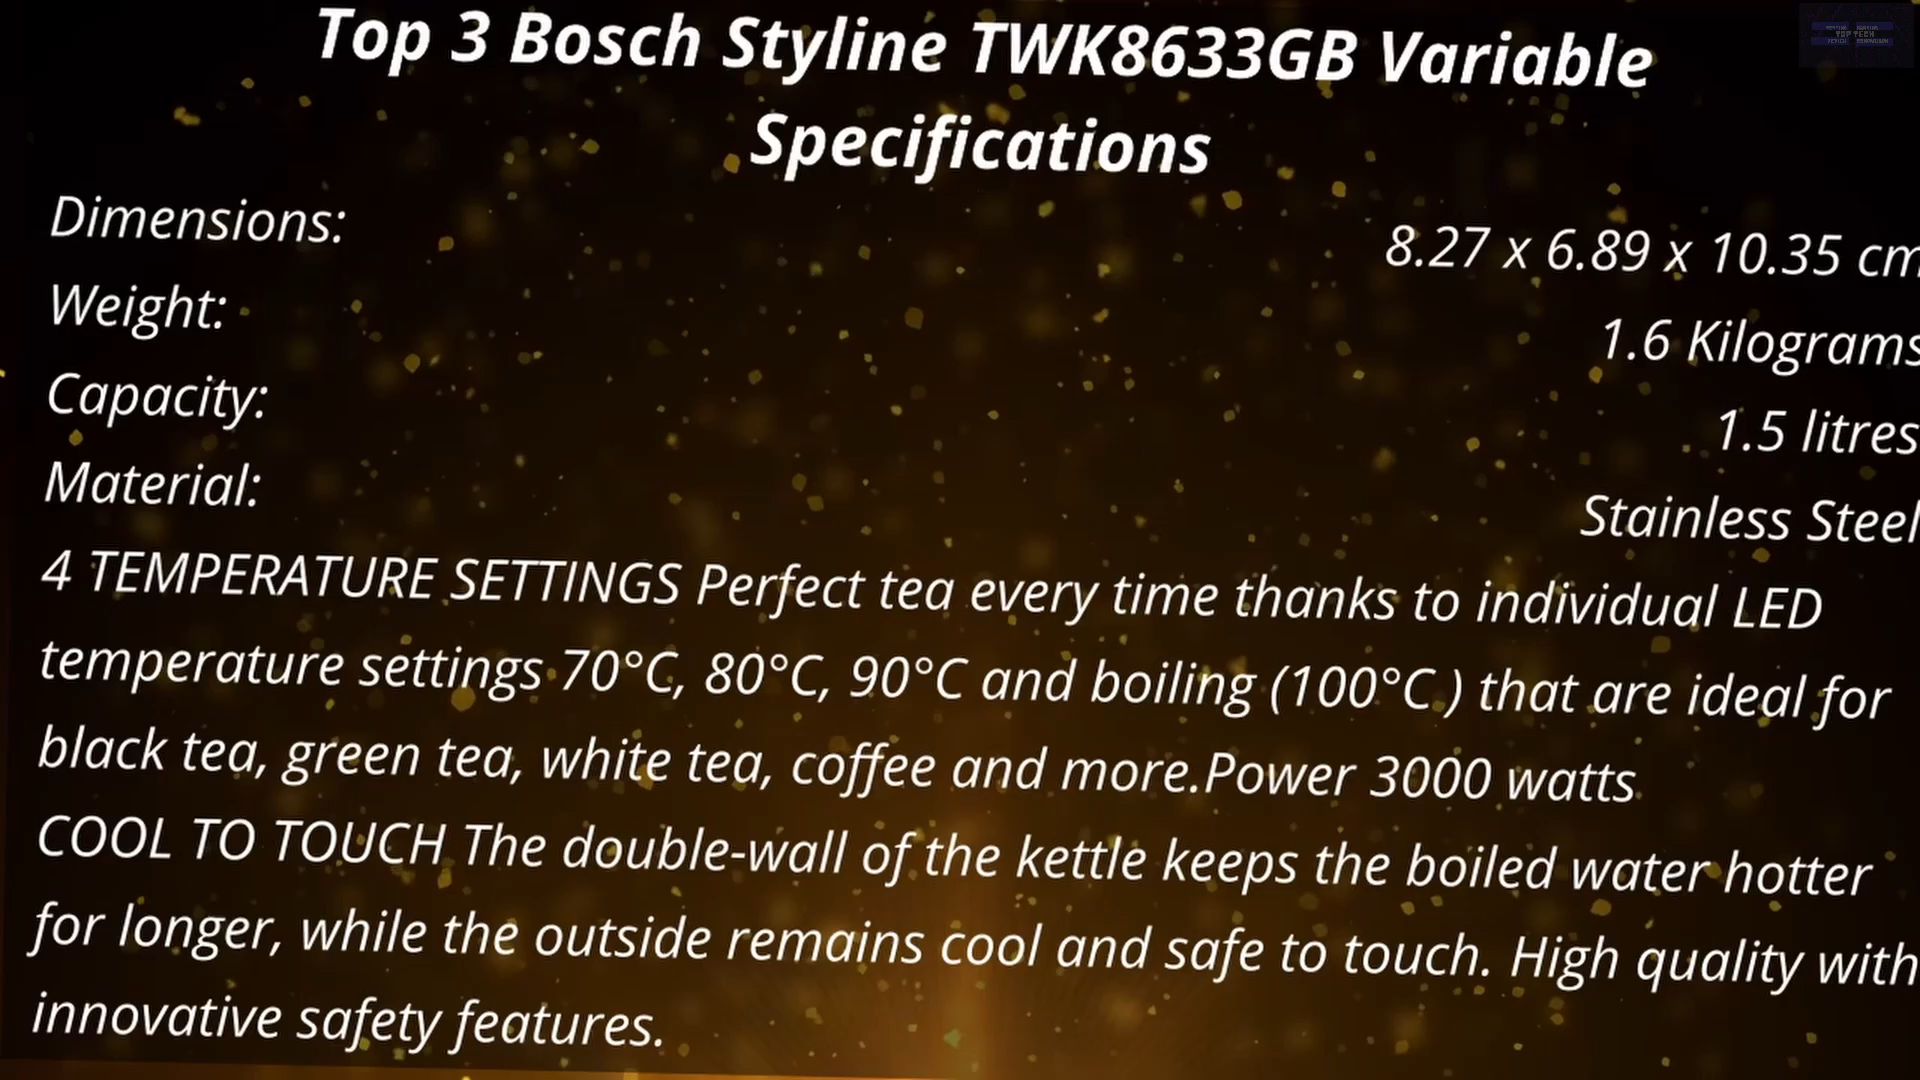 Top 3 Bosch Styline TWK8633GB Variable
Specifications
Dimensions: 8.27 x 6.89 x 10.35 cm
Weight: 1.6 Kilograms
Capacity: 1.5 litres
Material: Stainless Steel
4 TEMPERATURE SETTINGS Perfect tea every time thanks to individual LED
temperature settings 70°C, 80°C, 90°C and boiling (100°C ) that are ideal for
black tea, green tea, white tea, coffee and more.Power 3000 watts
COOL TO TOUCH The double-wall of the kettle keeps the boiled water hotter
for longer, while the outside remains cool and safe to touch. High quality with
innovative safety features.
TOP TECH